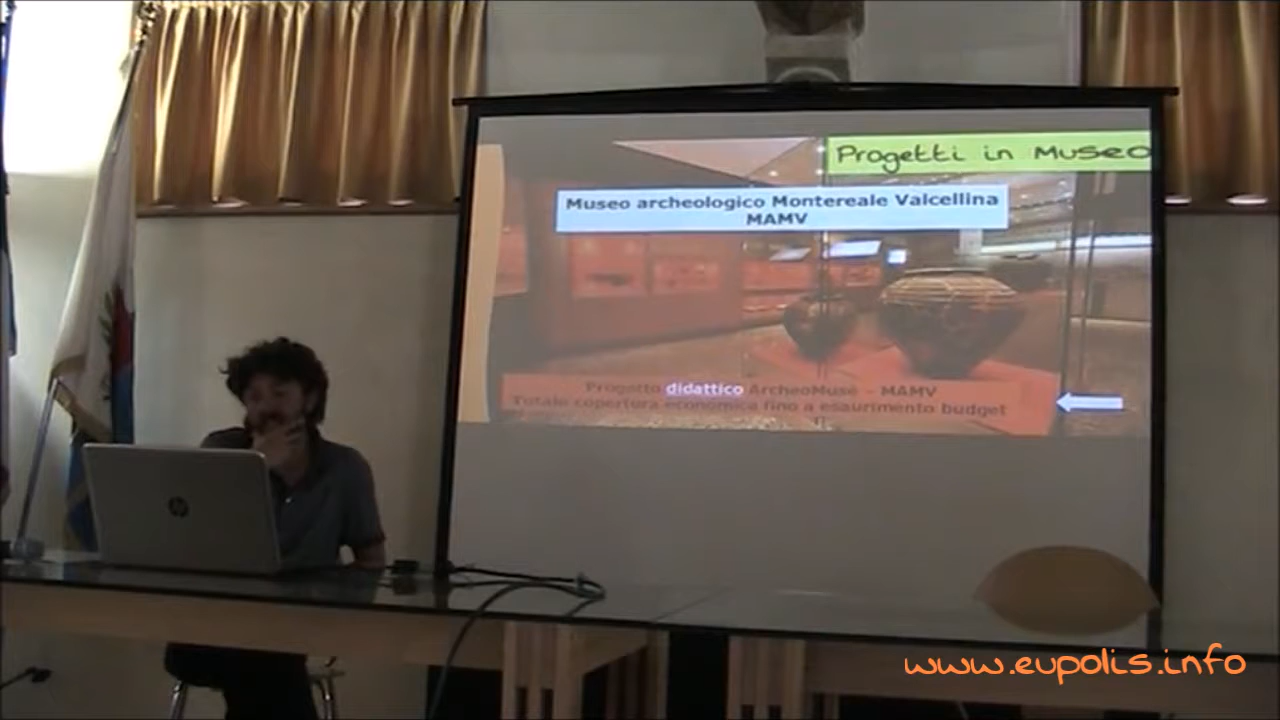 Progetti in Museo
Museo archeologico Montereale Valcellina
MAMV
Progetto didattico ArcheoMuse - MAMV
Totale copertura economica fino a esaurimento budget
hp
www.eupolis.info